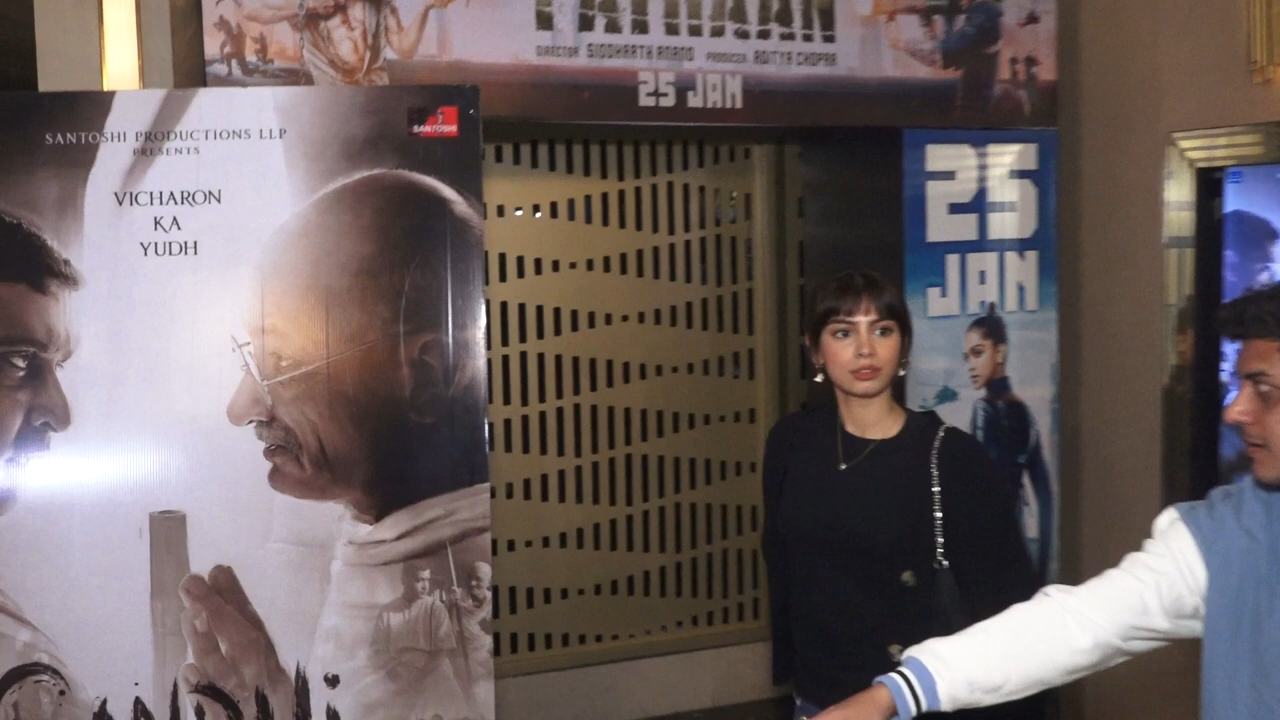 DIRECTOR SIDDHARTH ANAND PRODUCER ADITYA CHOPRA
25 JAN
SANTOSHI PRODUCTIONS LLP
PRESENTS
SANTOSHI
VICHARON
KA
YUDH
25
JAN